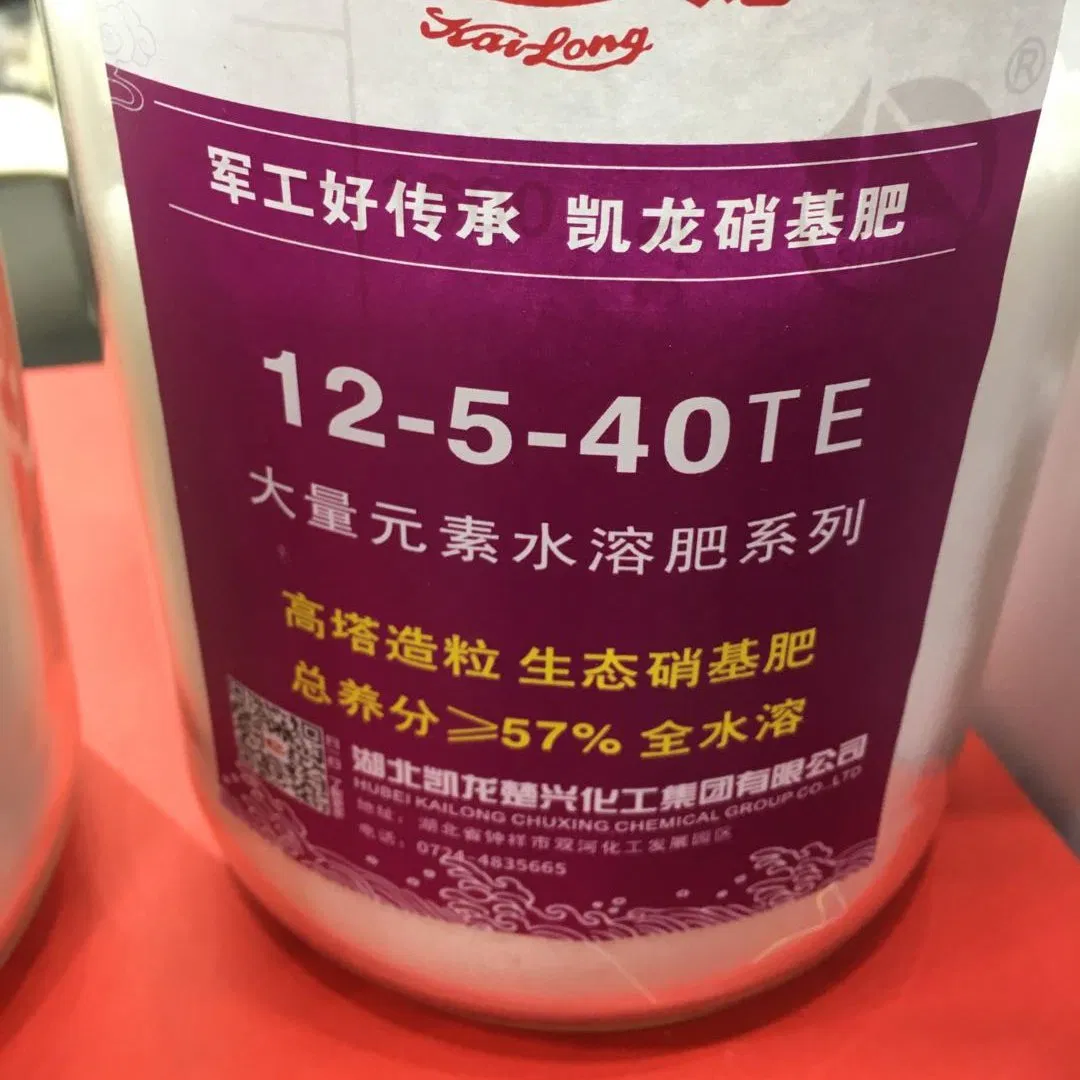 KaiLong
®
军工好传承 凯龙硝基肥
12-5-40TE
大量元素水溶肥系列
高塔造粒 生态硝基肥
总养分≥57% 全水溶
湖北凯龙楚兴化工集团有限公司
HUBEI KAILONG CHUXING CHEMICAL GROUP CO.,LTD
地址：湖北省钟祥市双河化工发展园区
电话：0724-4835665